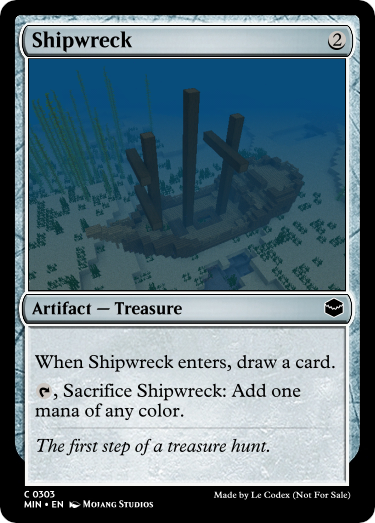 Shipwreck 2
Artifact — Treasure
When Shipwreck enters, draw a card.
, Sacrifice Shipwreck: Add one
mana of any color.
The first step of a treasure hunt.
C 0303
MIN • EN Mojang Studios
Made by Le Codex (Not For Sale)